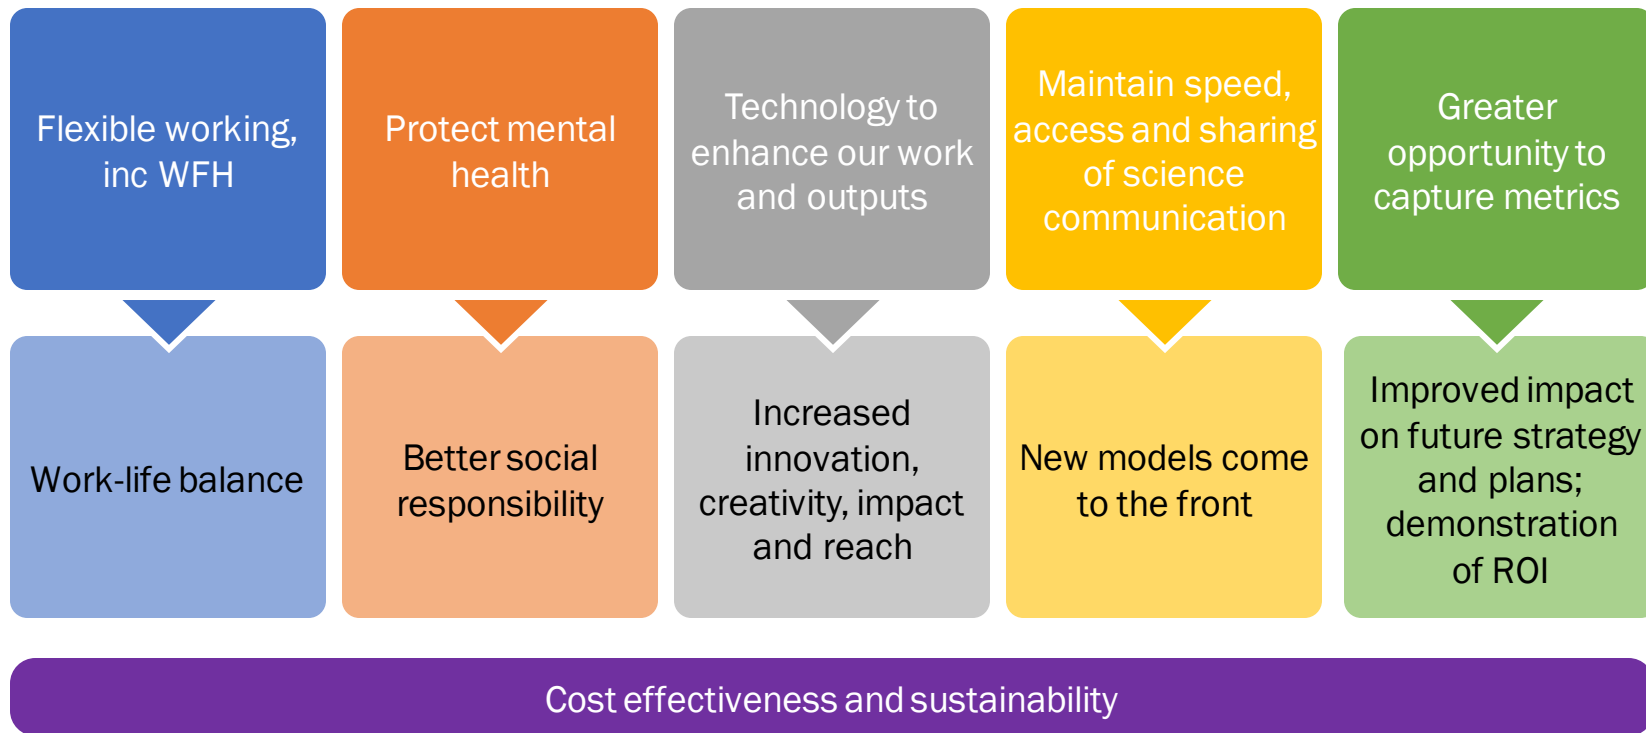 Flexible working,
inc WFH
Protect mental
health
Technology to
enhance our work
and outputs
Maintain speed,
access and sharing
of science
communication
Greater
opportunity to
capture metrics
Work-life balance
Better social
responsibility
Increased
innovation,
creativity, impact
and reach
New models come
to the front
Improved impact
on future strategy
and plans;
demonstration
of ROI
Cost effectiveness and sustainability